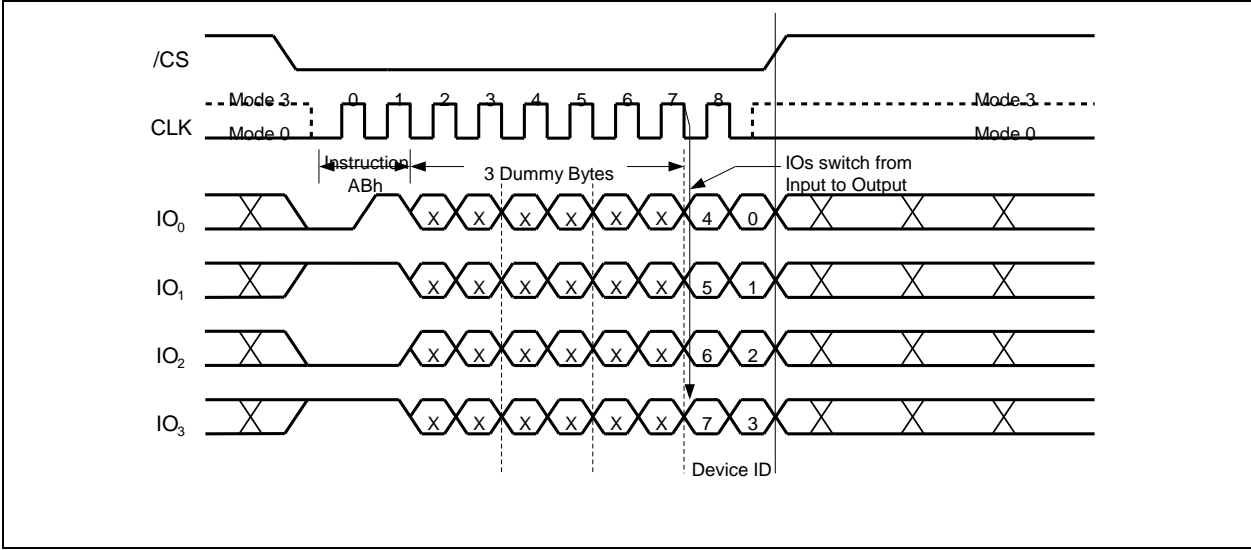 /CS
Mode 3 0 1 2 3 4 5 6 7 8 Mode 3
CLK
Mode 0 Mode 0
Instruction
ABh
3 Dummy Bytes
IOs switch from
Input to Output
IO0 X X X X X X 4 0
IO1 X X X X X X 5 1
IO2 X X X X X X 6 2
IO3 X X X X X X 7 3
Device ID